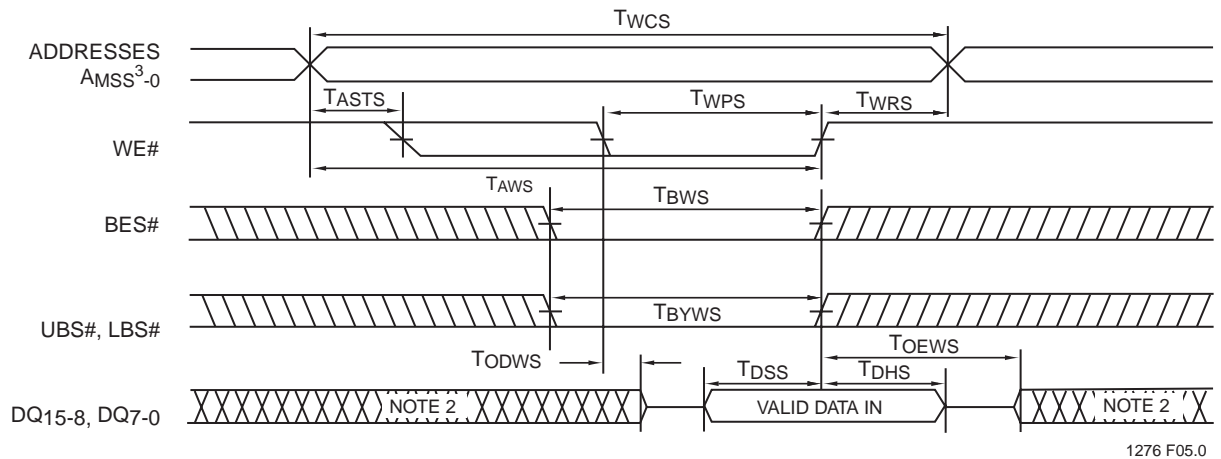 TWCS
ADDRESSES
AMSS³-0
TASTS
TWPS
TWRS
WE#
TAWS
TBWS
BES#
TBYWS
UBS#, LBS#
TODWS
TOEWS
TDSS
TDHS
DQ15-8, DQ7-0
NOTE 2
VALID DATA IN
NOTE 2
1276 F05.0